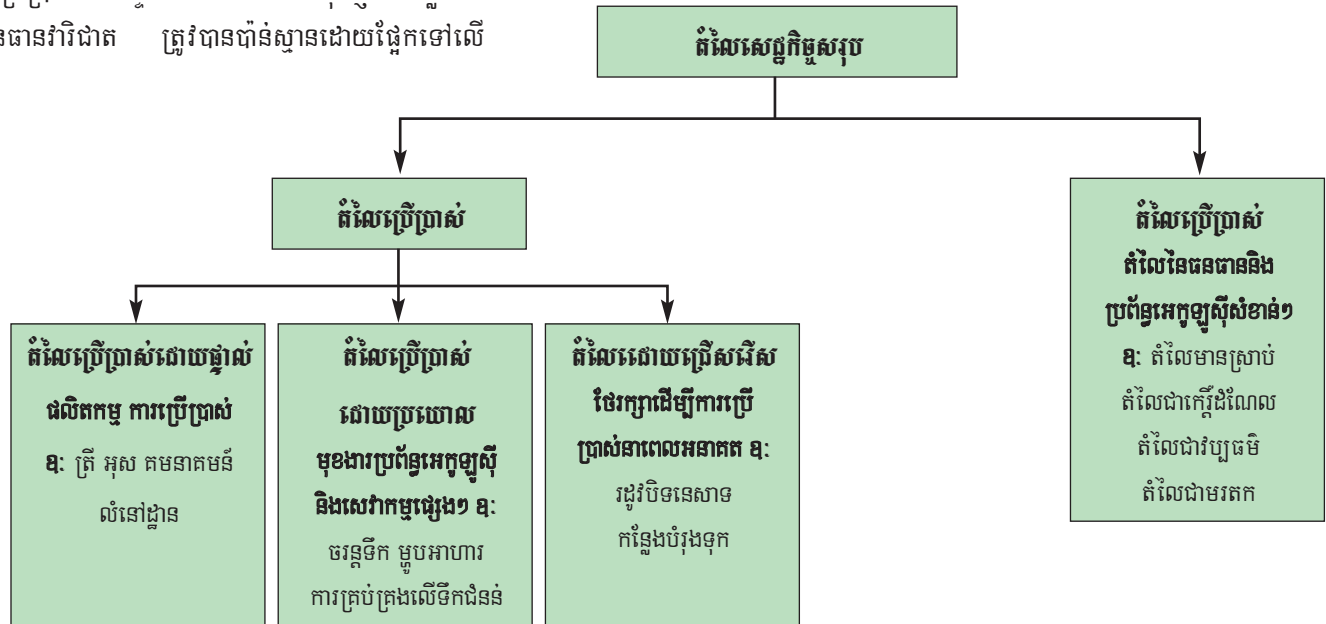 នធានវារិជាត ត្រូវបានប៉ាន់ស្មានដោយផ្អែកទៅលើ
តំលៃសេដ្ឋកិច្ចសរុប
តំលៃប្រើប្រាស់
តំលៃប្រើប្រាស់ដោយផ្ទាល់
ផលិតកម្ម ការប្រើប្រាស់
ឧ: ត្រី អុស គមនាគមន៍
លំនៅដ្ឋាន
តំលៃប្រើប្រាស់
ដោយប្រយោល
មុខងារប្រព័ន្ធអេកូឡូស៊ី
និងសេវាកម្មផ្សេងៗ ឧ:
ចរន្តទឹក ម្ហូបអាហារ
ការគ្រប់គ្រងលើទឹកជំនន់
តំលៃដោយជ្រើសរើស
ថែរក្សាដើម្បីការប្រើ
ប្រាស់នាពេលអនាគត ឧ:
រដូវបិទនេសាទ
កន្លែងបំរុងទុក
តំលៃប្រើប្រាស់
តំលៃនៃធនធាននិង
ប្រព័ន្ធអេកូឡូស៊ីសំខាន់ៗ
ឧ: តំលៃមានស្រាប់
តំលៃជាកេរ្តិ៍ដំណែល
តំលៃជាវប្បធម៌
តំលៃជាមរតក